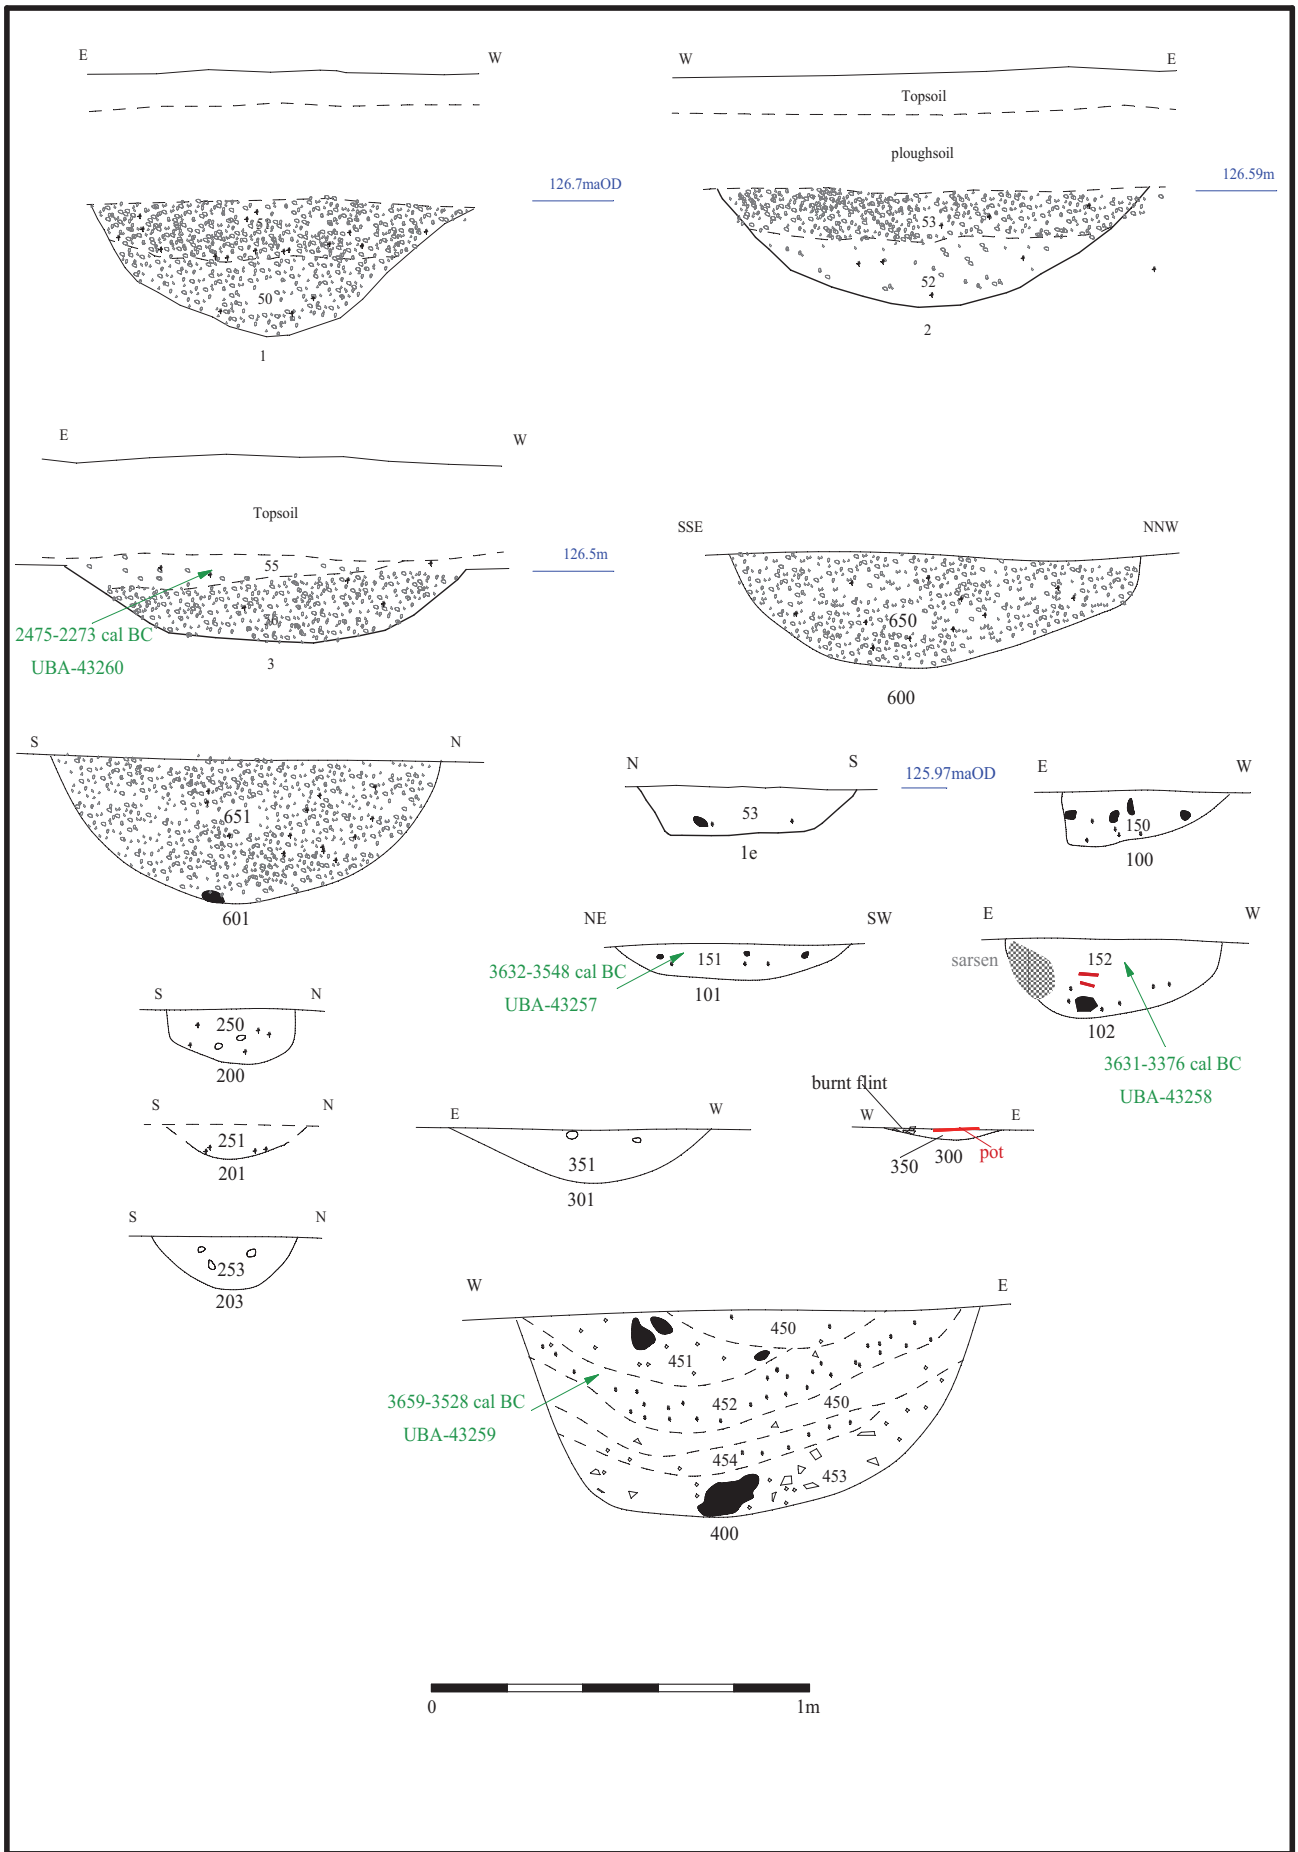 E W
W E
Topsoil
ploughsoil
126.7maOD
126.59m
53
50
52
1
2
E W
Topsoil
SSE NNW
55
126.5m
2475-2273 cal BC
UBA-43260
3
650
600
S N
651
601
N S
125.97maOD
53
1e
E W
150
100
NE SW
151
3632-3548 cal BC
UBA-43257
101
E W
sarsen
152
102
3631-3376 cal BC
UBA-43258
S N
250
200
S N
251
201
E W
351
301
burnt flint
W E
350 300 pot
S N
253
203
W E
450
451
3659-3528 cal BC
UBA-43259
452 450
454 453
400
0 1m